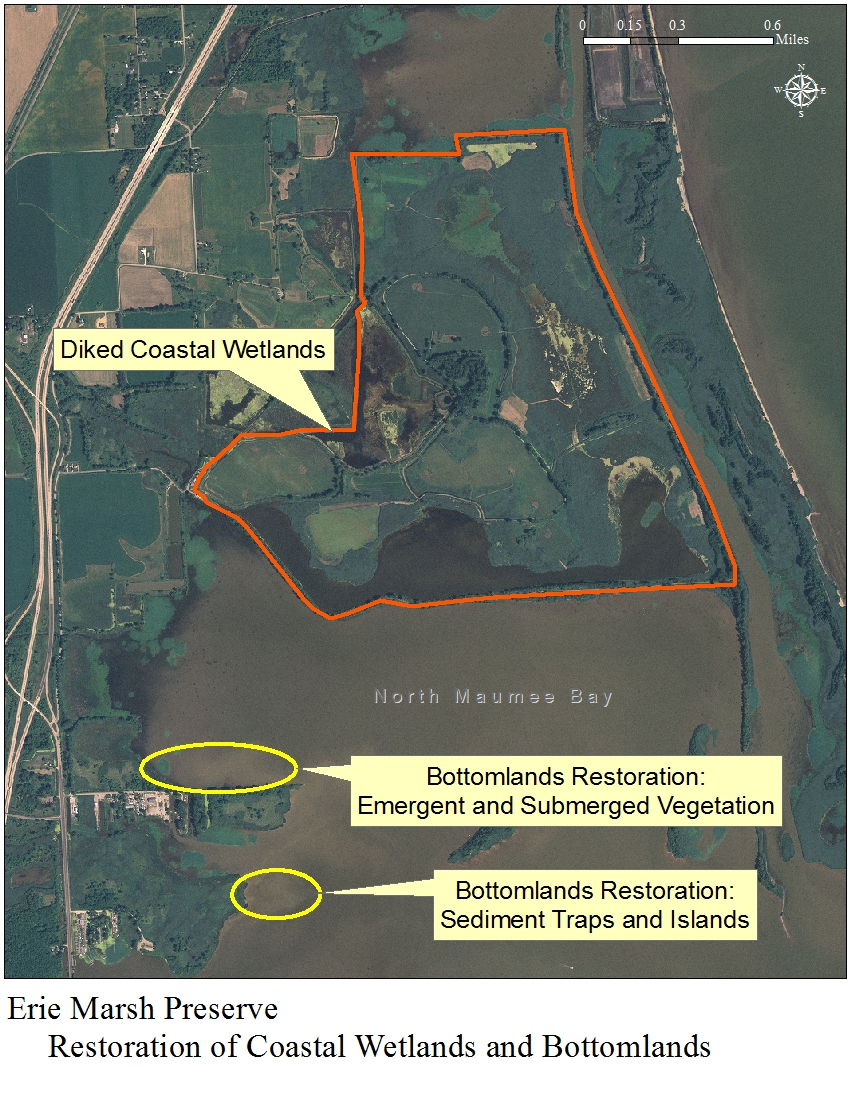 0 0.15 0.3 0.6
Miles
N
W E
S
Diked Coastal Wetlands
North Maumee Bay
Bottomlands Restoration:
Emergent and Submerged Vegetation
Bottomlands Restoration:
Sediment Traps and Islands
Erie Marsh Preserve
Restoration of Coastal Wetlands and Bottomlands